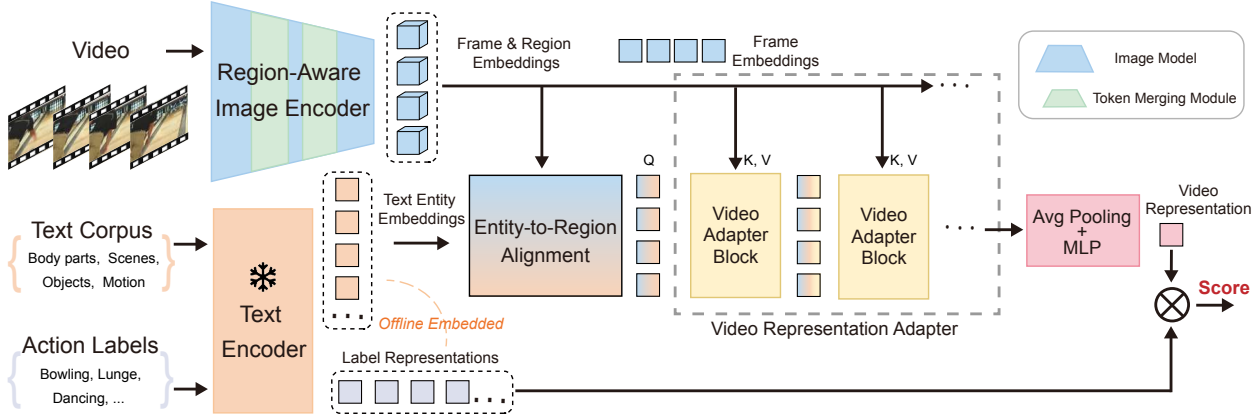 Video
Region-Aware
Image Encoder
Frame & Region
Embeddings
Frame
Embeddings
. . .
Image Model
Token Merging Module
Text Corpus
Body parts, Scenes,
Objects, Motion
Action Labels
Bowling, Lunge,
Dancing, ...
Text
Encoder
. . .
Text Entity
Embeddings
Offline Embedded
Label Representations
. . .
Entity-to-Region
Alignment
Q
K, V
Video
Adapter
Block
K, V
Video
Adapter
Block
. . .
Video Representation Adapter
Avg Pooling
+
MLP
Video
Representation
Score